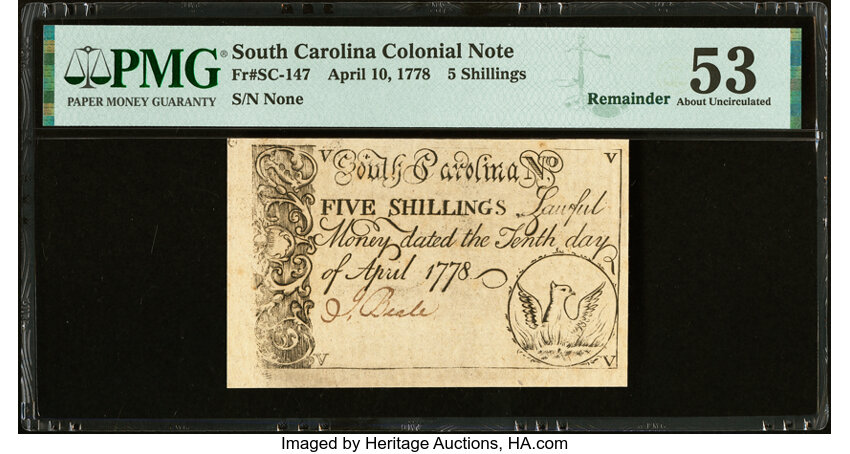 PMG®
PAPER MONEY GUARANTY
South Carolina Colonial Note
Fr#SC-147 April 10, 1778 5 Shillings
S/N None
Remainder
53
About Uncirculated
V South Carolina No V
FIVE SHILLINGS Lawful
Money dated the Tenth day
of April 1778
J. Beale
V V
Imaged by Heritage Auctions, HA.com